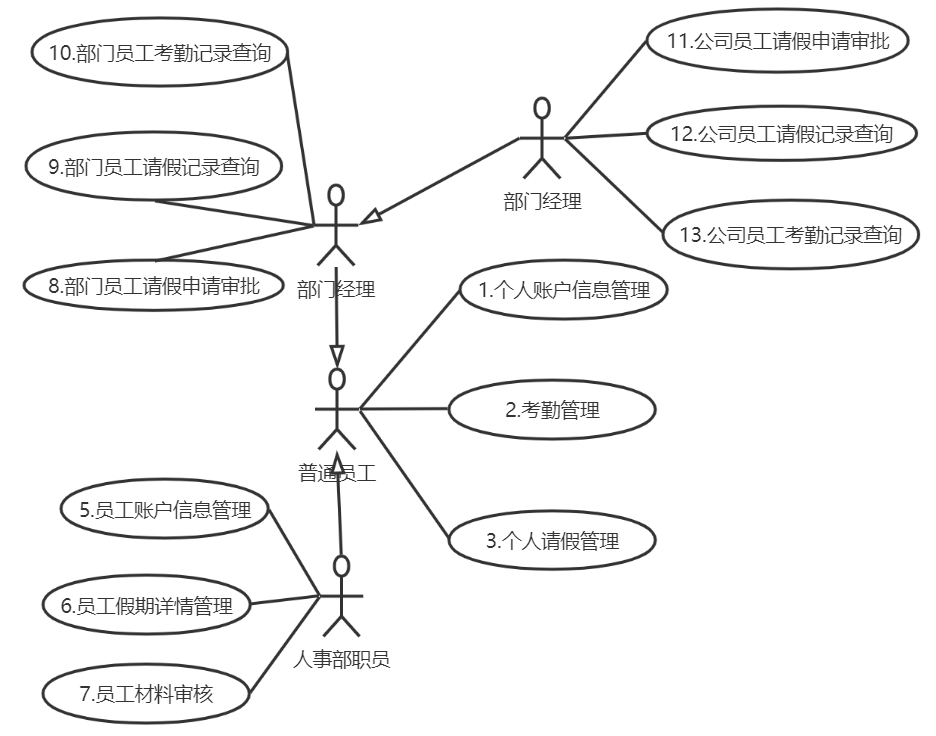 10.部门员工考勤记录查询
11.公司员工请假申请审批
12.公司员工请假记录查询
9.部门员工请假记录查询
部门经理
13.公司员工考勤记录查询
8.部门员工请假申请审批
部门经理
1.个人账户信息管理
2.考勤管理
普通员工
5.员工账户信息管理
3.个人请假管理
6.员工假期详情管理
人事部职员
7.员工材料审核